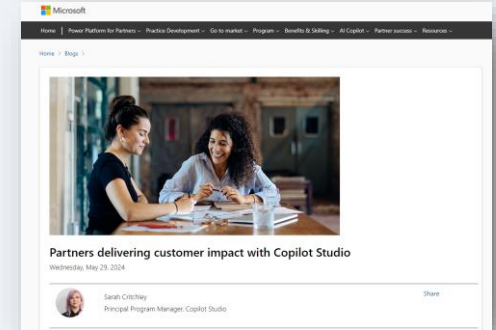 Microsoft
Home | Power Platform for Partners Practice Development Go to market Program Benefits & Skilling AI Copilot Partner success Resources
Home > Blogs >
Partners delivering customer impact with Copilot Studio
Wednesday, May 29, 2024
Sarah Critchley
Share
Principal Program Manager, Copilot Studio